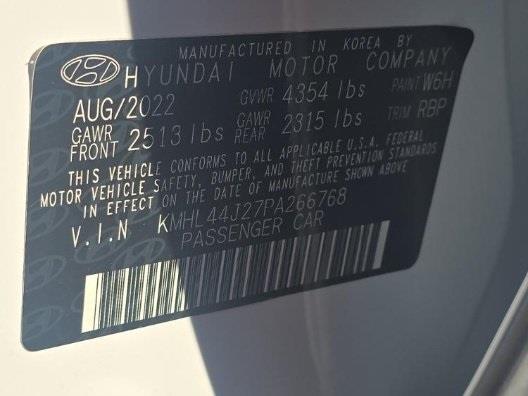 MANUFACTURED IN KOREA BY
HYUNDAI MOTOR COMPANY
AUG/2022 GVWR 4354 lbs PAINT W6H
GAWR FRONT 2513 lbs GAWR REAR 2315 lbs TRIM RBP
THIS VEHICLE CONFORMS TO ALL APPLICABLE U.S.A. FEDERAL
MOTOR VEHICLE SAFETY, BUMPER, AND THEFT PREVENTION STANDARDS
IN EFFECT ON THE DATE OF MANUFACTURE SHOWN ABOVE
V.I.N KMHL44J27PA266768
PASSENGER CAR